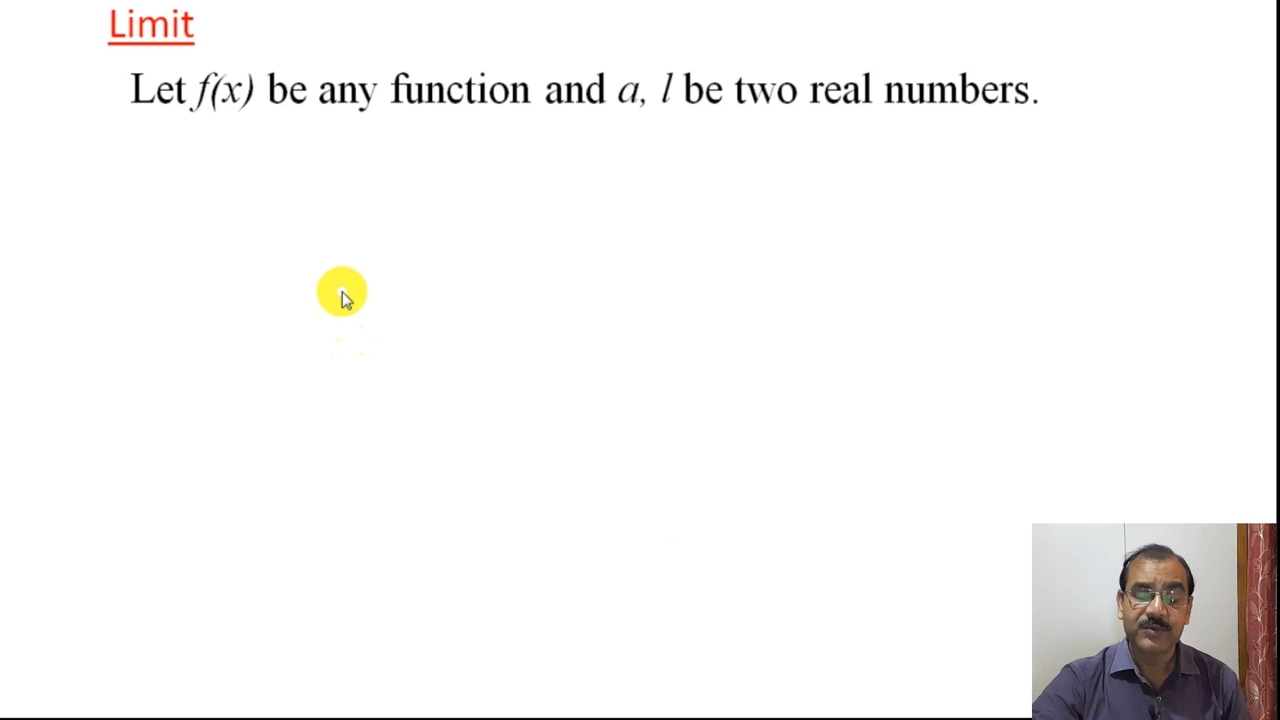 Limit
Let f(x) be any function and a, l be two real numbers.